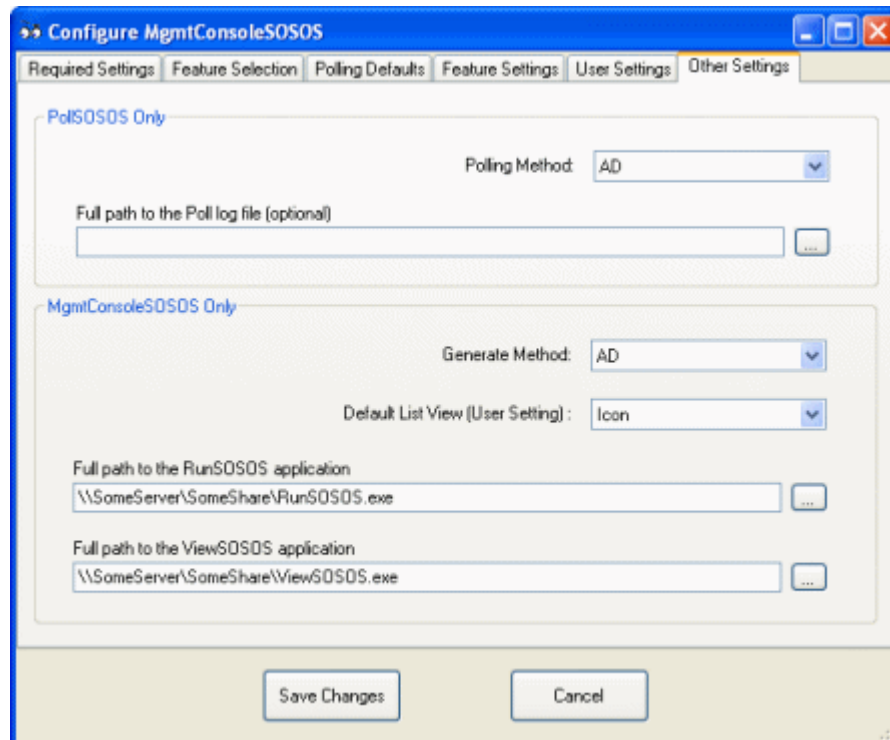 Configure MgmtConsoleSOSOS
Required Settings Feature Selection Polling Defaults Feature Settings User Settings Other Settings
PollSOSOS Only
Polling Method: AD
Full path to the Poll log file (optional)
...
MgmtConsoleSOSOS Only
Generate Method: AD
Default List View (User Setting) : Icon
Full path to the RunSOSOS application
\\SomeServer\SomeShare\RunSOSOS.exe ...
Full path to the ViewSOSOS application
\\SomeServer\SomeShare\ViewSOSOS.exe ...
Save Changes Cancel